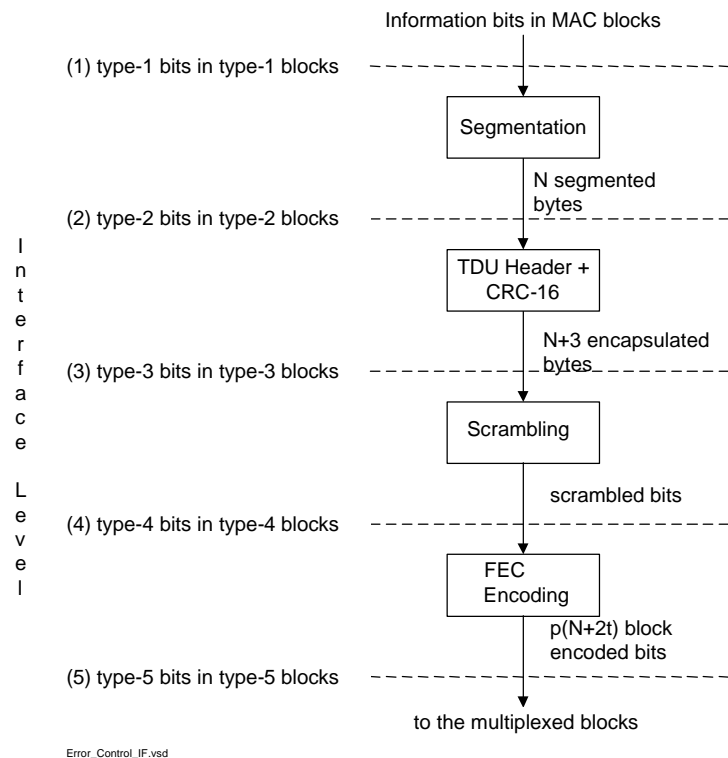 Information bits in MAC blocks
(1) type-1 bits in type-1 blocks
Segmentation
N segmented
bytes
(2) type-2 bits in type-2 blocks
Interface Level
TDU Header +
CRC-16
N+3 encapsulated
bytes
(3) type-3 bits in type-3 blocks
Scrambling
scrambled bits
(4) type-4 bits in type-4 blocks
FEC
Encoding
p(N+2t) block
encoded bits
(5) type-5 bits in type-5 blocks
to the multiplexed blocks
Error_Control_IF.vsd